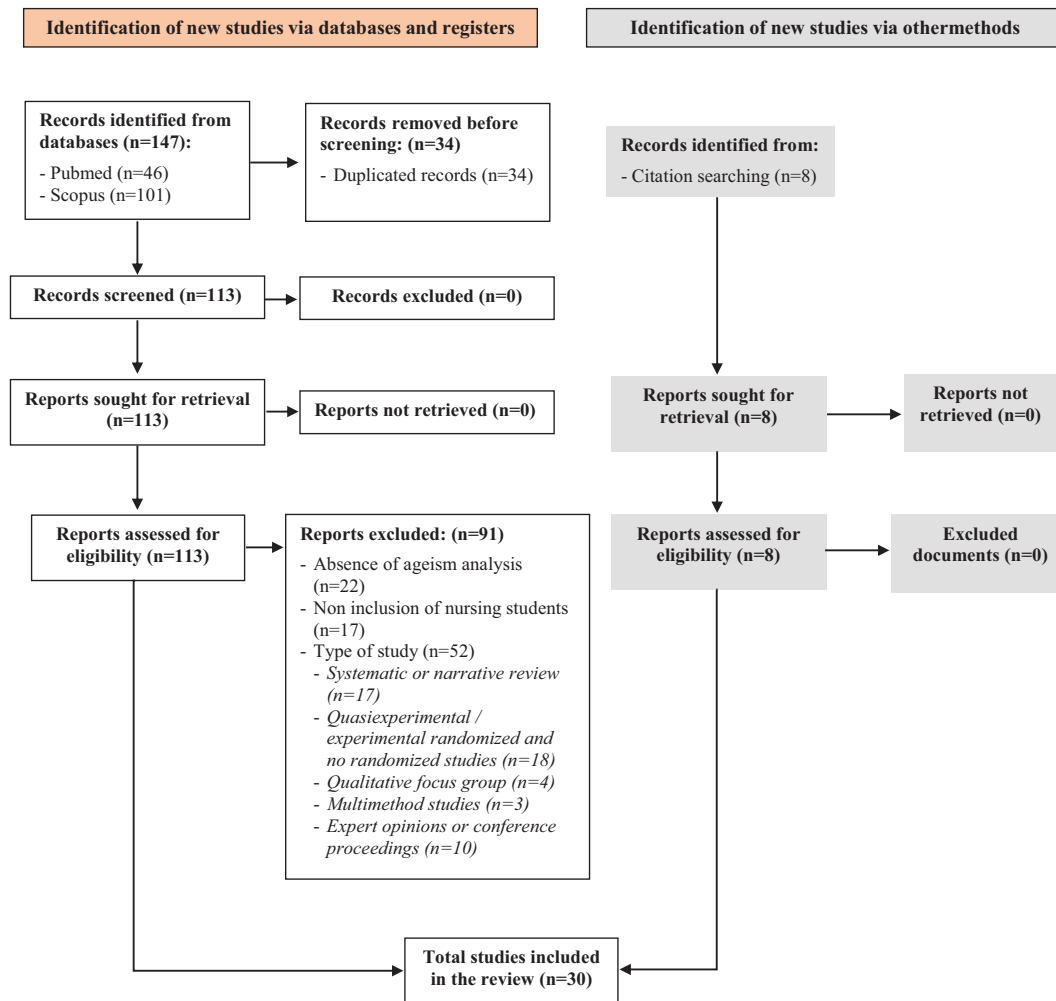 Identification of new studies via databases and registers
Identification of new studies via othermethods
Records identified from
databases (n=147):
- Pubmed (n=46)
- Scopus (n=101)
Records removed before
screening: (n=34)
- Duplicated records (n=34)
Records identified from:
- Citation searching (n=8)
Records screened (n=113)
Records excluded (n=0)
Reports sought for retrieval
(n=113)
Reports not retrieved (n=0)
Reports sought for
retrieval (n=8)
Reports not
retrieved (n=0)
Reports assessed for
eligibility (n=113)
Reports excluded: (n=91)
- Absence of ageism analysis
(n=22)
- Non inclusion of nursing students
(n=17)
- Type of study (n=52)
- Systematic or narrative review
(n=17)
- Quasiexperimental /
experimental randomized and
no randomized studies (n=18)
- Qualitative focus group (n=4)
- Multimethod studies (n=3)
- Expert opinions or conference
proceedings (n=10)
Reports assessed for
eligibility (n=8)
Excluded
documents (n=0)
Total studies included
in the review (n=30)